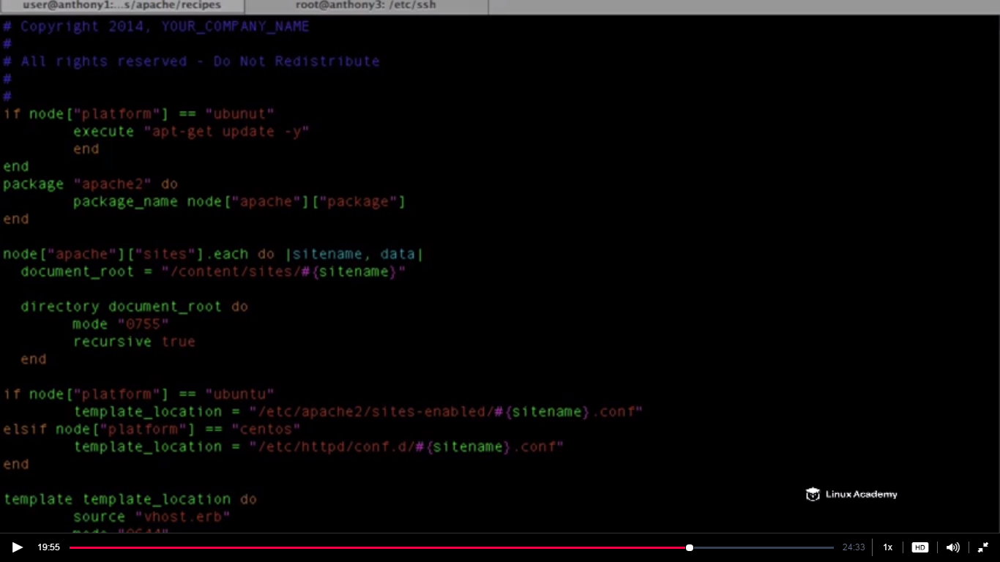 user@anthony1:...s/apache/recipes
root@anthony3: /etc/ssh
# Copyright 2014, YOUR_COMPANY_NAME
#
# All rights reserved - Do Not Redistribute
#
#
if node["platform"] == "ubunut"
        execute "apt-get update -y"
        end
end
package "apache2" do
        package_name node["apache"]["package"]
end

node["apache"]["sites"].each do |sitename, data|
  document_root = "/content/sites/#{sitename}"

  directory document_root do
        mode "0755"
        recursive true
  end

if node["platform"] == "ubuntu"
        template_location = "/etc/apache2/sites-enabled/#{sitename}.conf"
elsif node["platform"] == "centos"
        template_location = "/etc/httpd/conf.d/#{sitename}.conf"
end

template template_location do
        source "vhost.erb"
        mode "0644"
Linux Academy
19:55
24:33
1x
HD